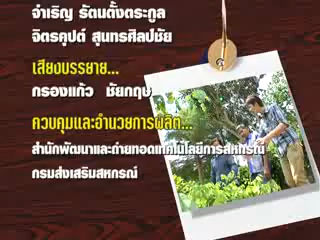 จำเริญ รัตนตั้งตระกูล
จิตรคุปต์ สุนทรศิลปชัย
เสียงบรรยาย...
กรองแก้ว ชัยกฤษ
ควบคุมและอำนวยการผลิต...
สำนักพัฒนาและถ่ายทอดเทคโนโลยีการสหกรณ์
กรมส่งเสริมสหกรณ์